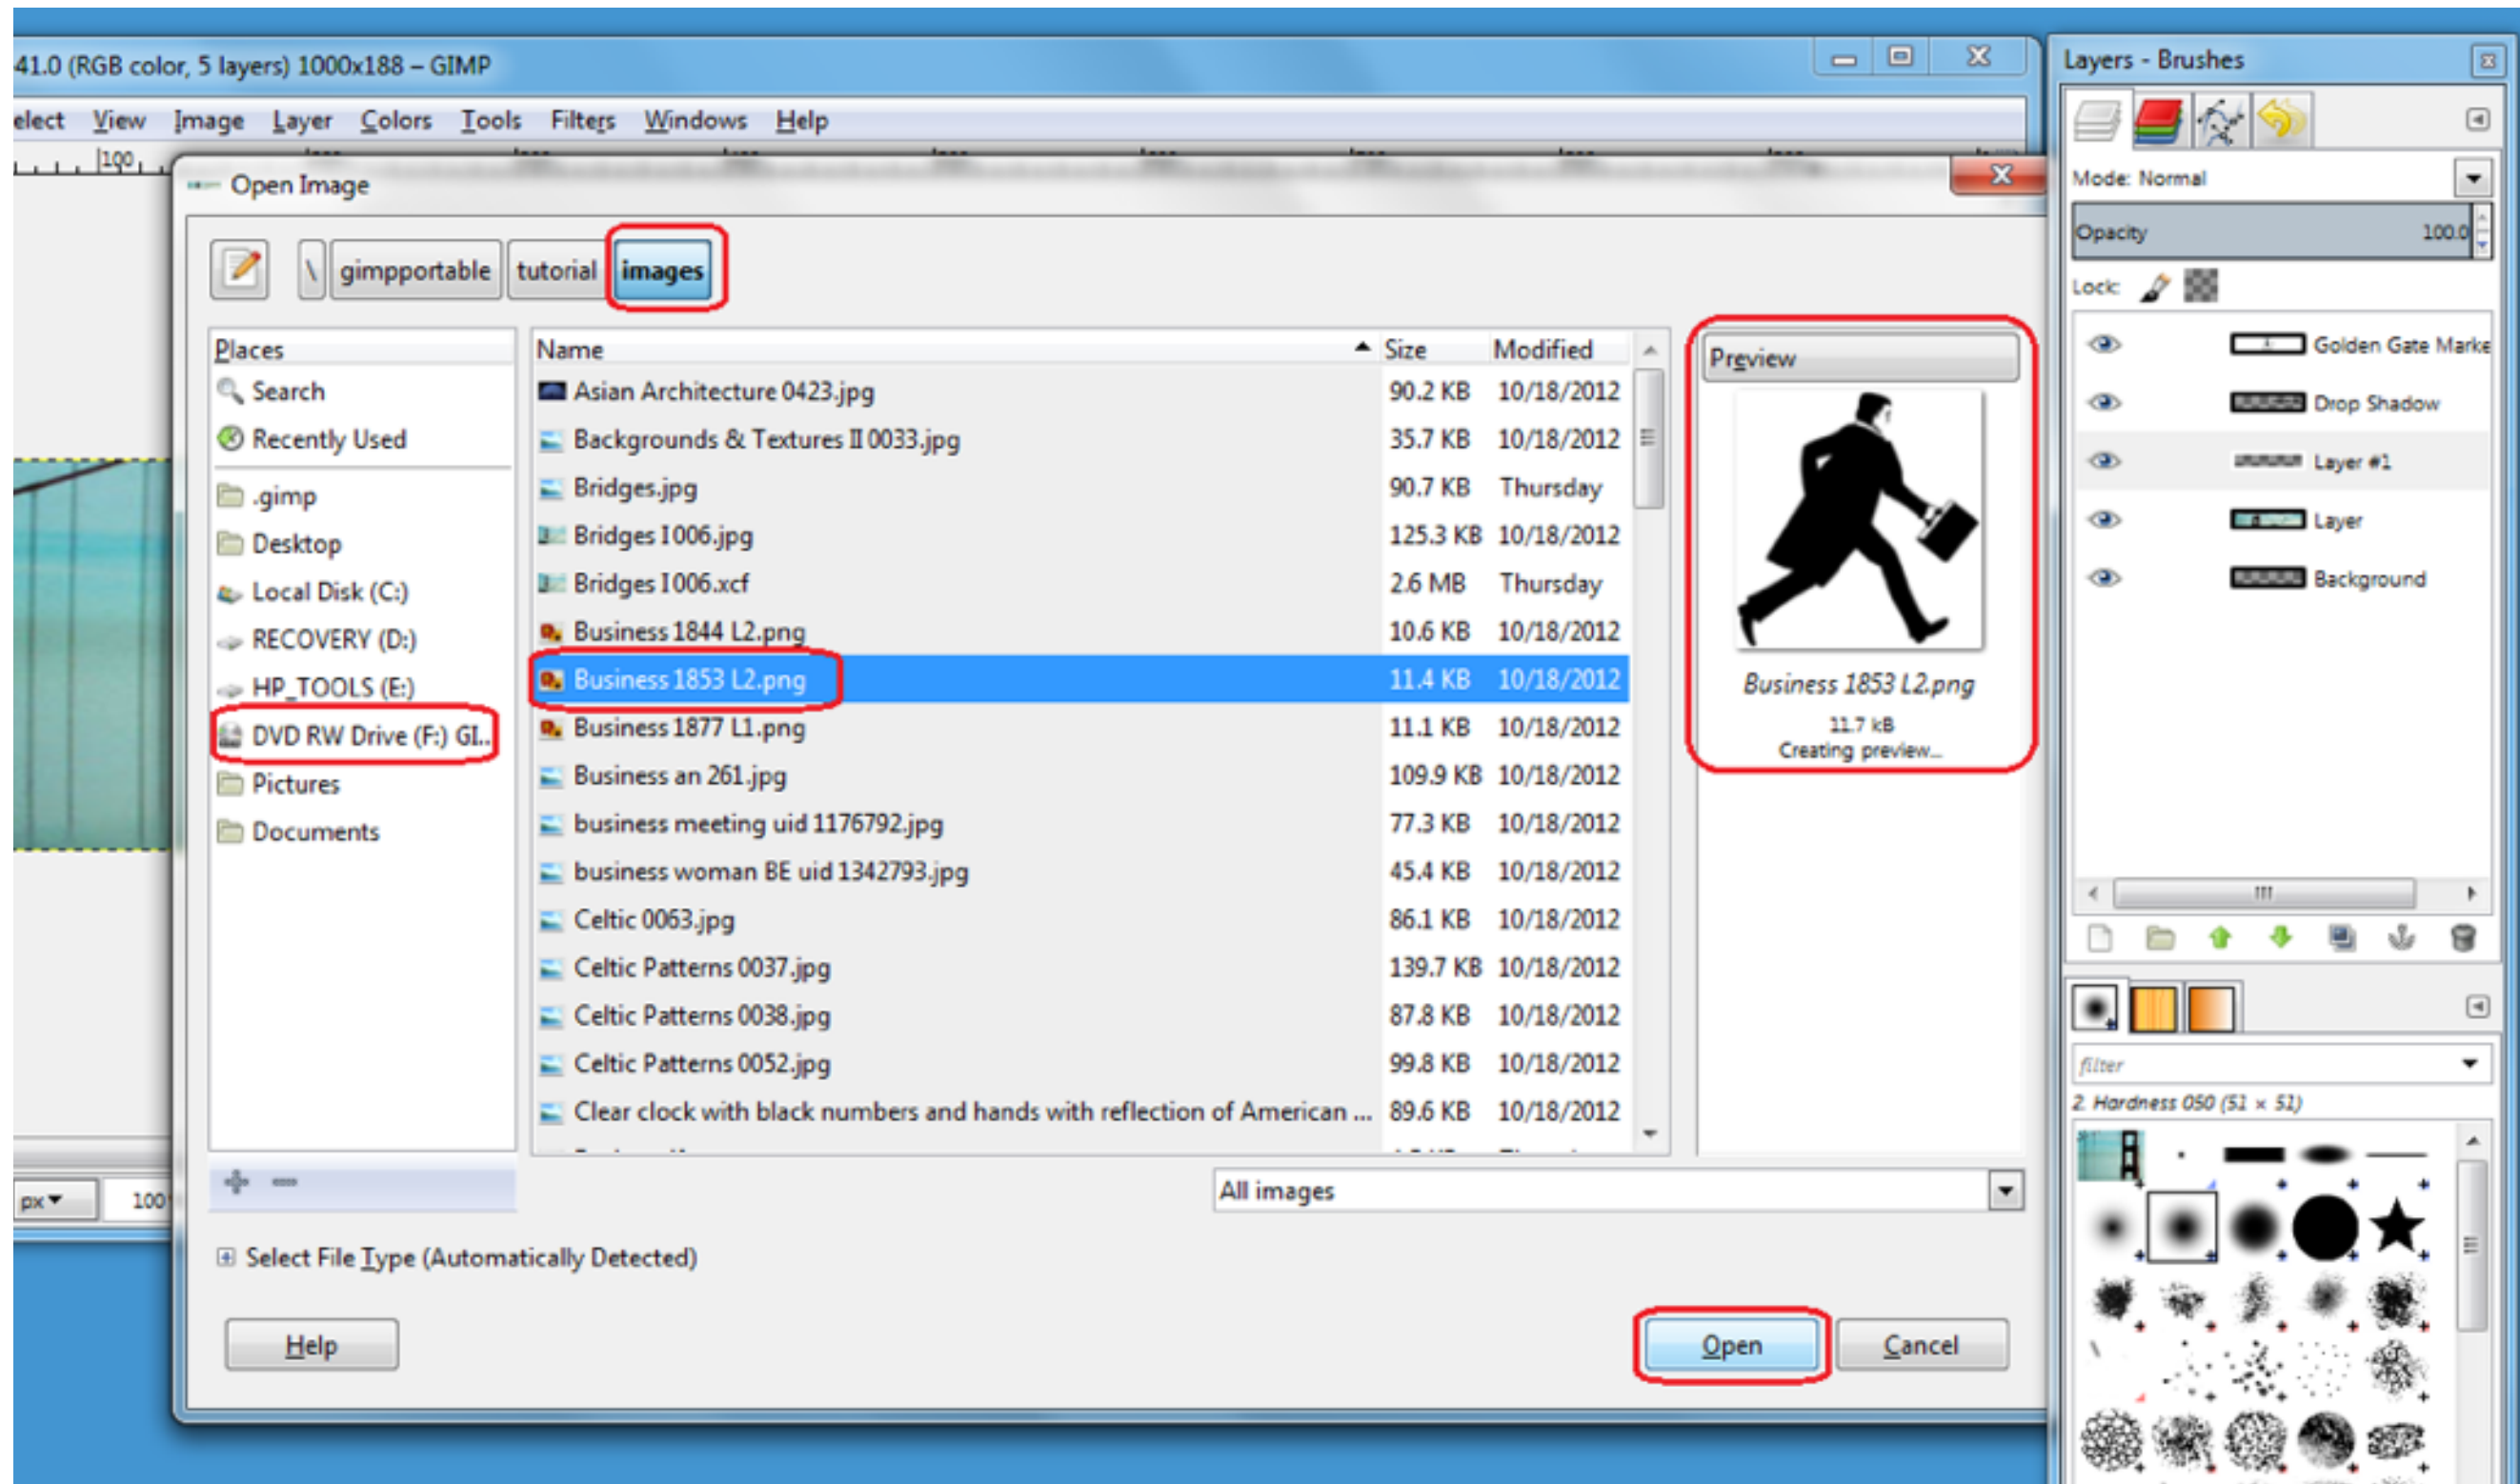 41.0 (RGB color, 5 layers) 1000x188 – GIMP
elect View Image Layer Colors Tools Filters Windows Help
100
Open Image
\ gimpportable tutorial images
Places
Search
Recently Used
.gimp
Desktop
Local Disk (C:)
RECOVERY (D:)
HP_TOOLS (E:)
DVD RW Drive (F:) GI..
Pictures
Documents
Name Size Modified
Asian Architecture 0423.jpg 90.2 KB 10/18/2012
Backgrounds & Textures II 0033.jpg 35.7 KB 10/18/2012
Bridges.jpg 90.7 KB Thursday
Bridges I 006.jpg 125.3 KB 10/18/2012
Bridges I 006.xcf 2.6 MB Thursday
Business 1844 L2.png 10.6 KB 10/18/2012
Business 1853 L2.png 11.4 KB 10/18/2012
Business 1877 L1.png 11.1 KB 10/18/2012
Business an 261.jpg 109.9 KB 10/18/2012
business meeting uid 1176792.jpg 77.3 KB 10/18/2012
business woman BE uid 1342793.jpg 45.4 KB 10/18/2012
Celtic 0063.jpg 86.1 KB 10/18/2012
Celtic Patterns 0037.jpg 139.7 KB 10/18/2012
Celtic Patterns 0038.jpg 87.8 KB 10/18/2012
Celtic Patterns 0052.jpg 99.8 KB 10/18/2012
Clear clock with black numbers and hands with reflection of American ... 89.6 KB 10/18/2012
Preview
Business 1853 L2.png
11.7 kB
Creating preview...
All images
px 100
Select File Type (Automatically Detected)
Help
Open
Cancel
Layers - Brushes
Mode: Normal
Opacity 100.0
Lock:
Golden Gate Marke
Drop Shadow
Layer #1
Layer
Background
filter
2. Hardness 050 (51 × 51)